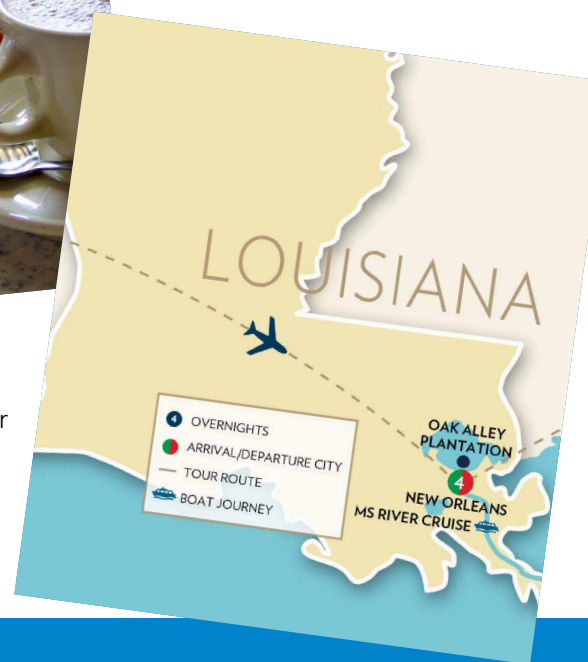 LOUISIANA
r
4 OVERNIGHTS
ARRIVAL/DEPARTURE CITY
TOUR ROUTE
BOAT JOURNEY
OAK ALLEY
PLANTATION
4
NEW ORLEANS
MS RIVER CRUISE